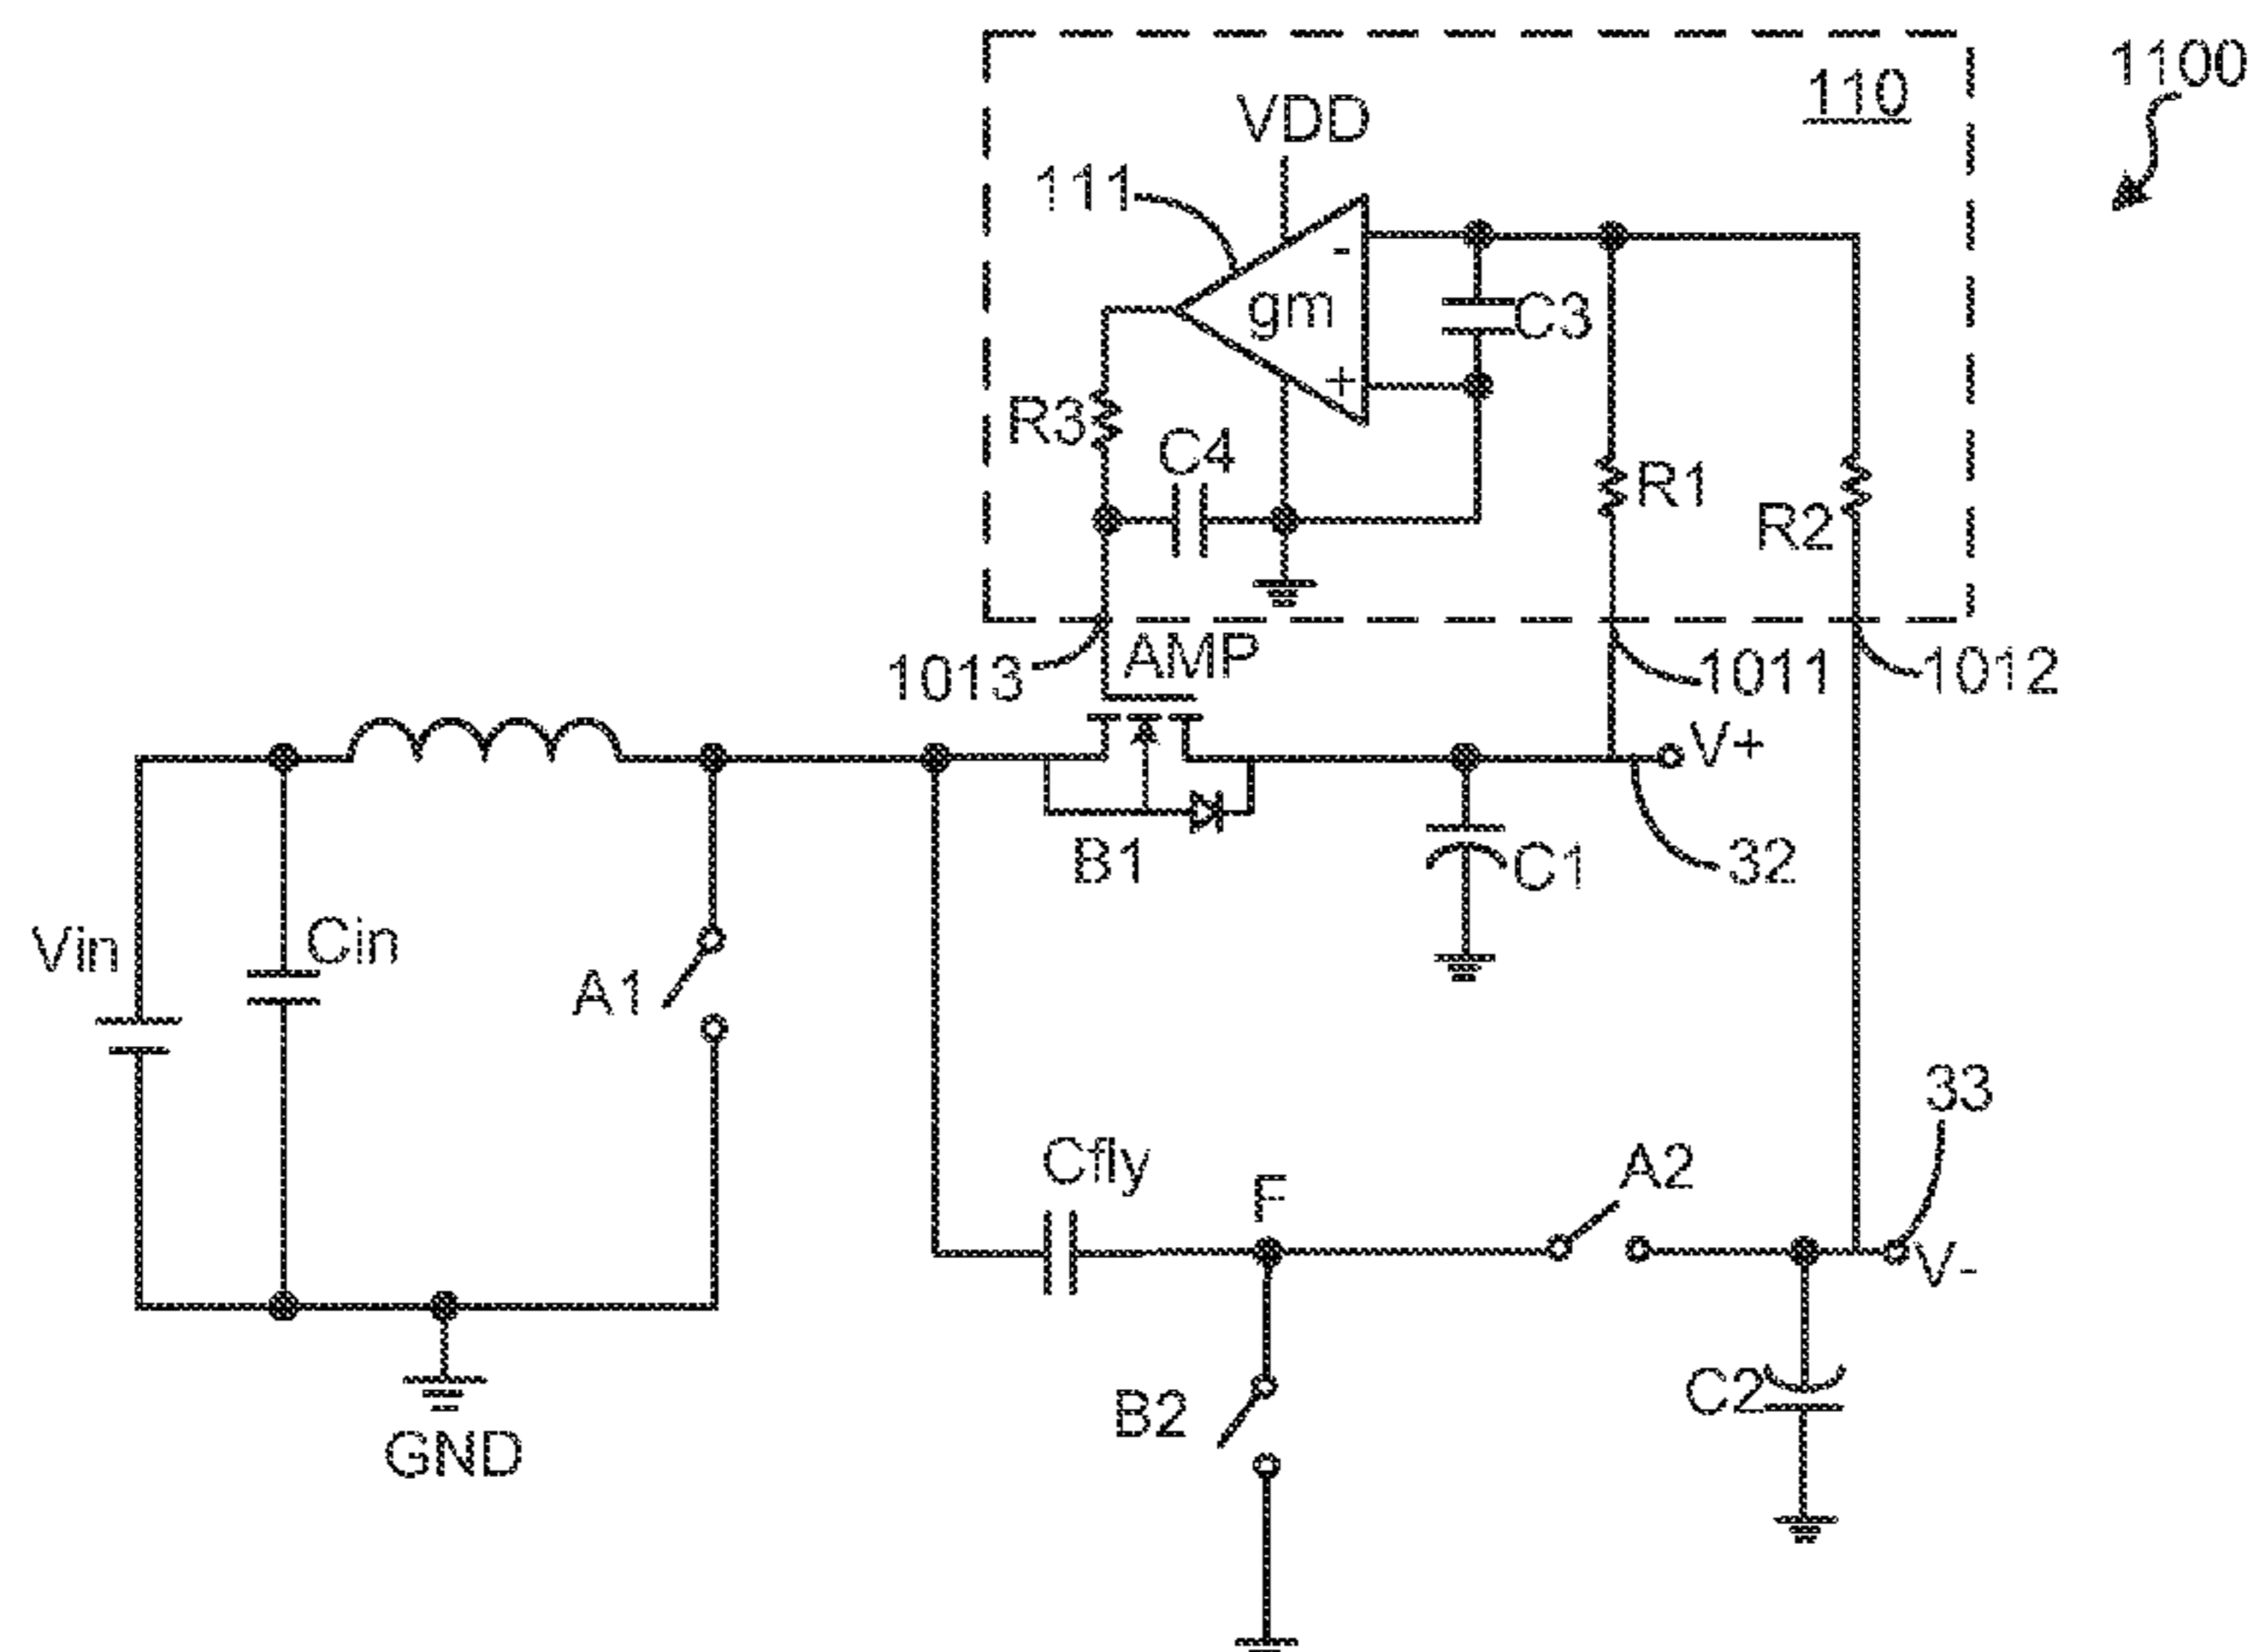 1100
110
VDD
111
-
gm
C3
+
R3
C4
R1
R2
1013
AMP
1011
1012
V+
B1
C1
32
Vin
Cin
A1
33
Cfly
F
A2
V-
C2
B2
GND